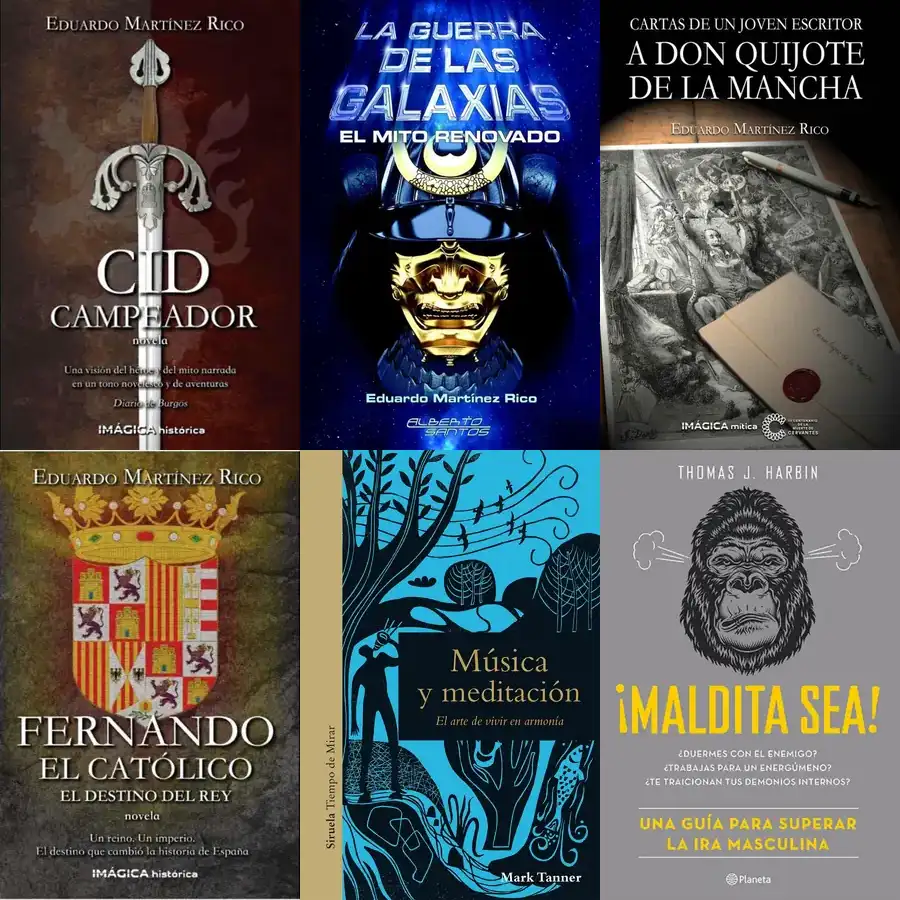 EDUARDO MARTÍNEZ RICO
CID
CAMPEADOR
novela
Una visión del héroe y del mito narrada
en un tono novelesco y de aventuras
Diario de Burgos
IMÁGICA histórica
LA GUERRA
DE LAS
GALAXIAS
EL MITO RENOVADO
Eduardo Martínez Rico
ALBERTO
SANTOS
CARTAS DE UN JOVEN ESCRITOR
A DON QUIJOTE
DE LA MANCHA
EDUARDO MARTÍNEZ RICO
IMÁGICA mítica
EDUARDO MARTÍNEZ RICO
FERNANDO
EL CATÓLICO
EL DESTINO DEL REY
novela
Un reino. Un imperio.
El destino que cambió la historia de España
IMÁGICA histórica
Siruela Tiempo de Mirar
Música
y meditación
El arte de vivir en armonía
Mark Tanner
THOMAS J. HARBIN
¡MALDITA SEA!
¿DUERMES CON EL ENEMIGO?
¿TRABAJAS PARA UN ENERGÚMENO?
¿TE TRAICIONAN TUS DEMONIOS INTERNOS?
UNA GUÍA PARA SUPERAR
LA IRA MASCULINA
Planeta